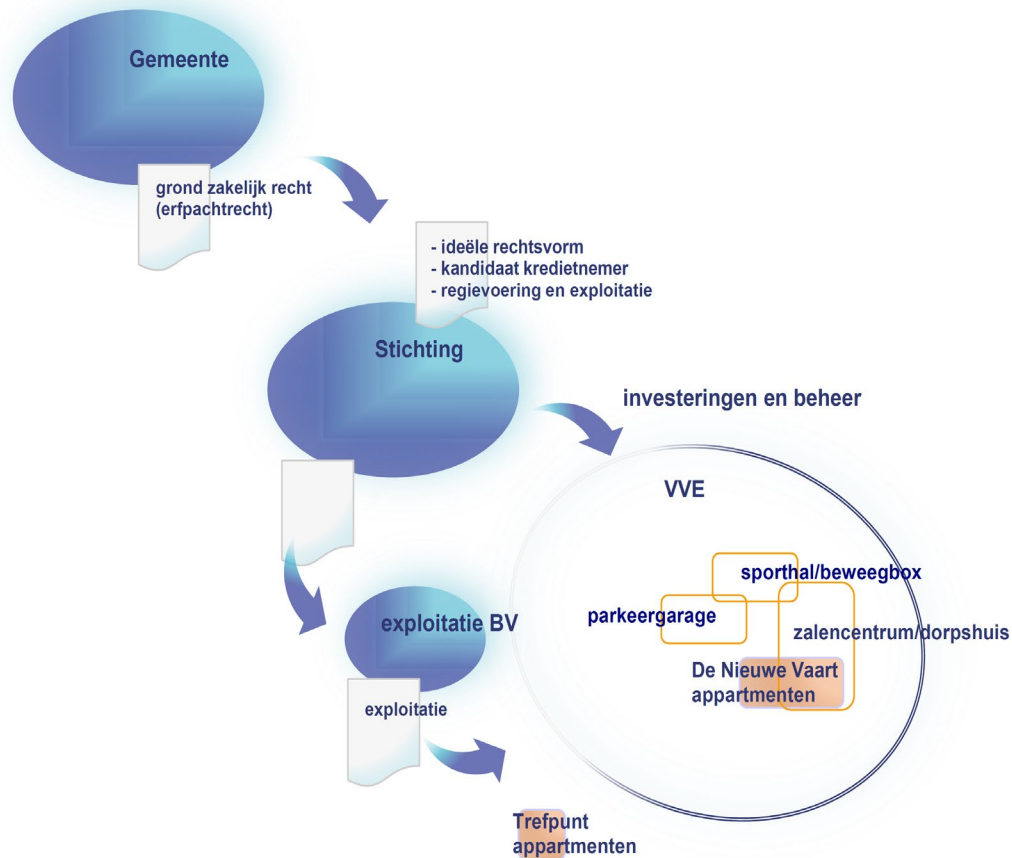 Gemeente
grond zakelijk recht
(erfpachtrecht)
- ideële rechtsvorm
- kandidaat kredietnemer
- regievoering en exploitatie
Stichting
investeringen en beheer
VVE
sporthal/beweegbox
parkeergarage
zalencentrum/dorpshuis
De Nieuwe Vaart
appartmenten
exploitatie BV
exploitatie
Trefpunt
appartmenten